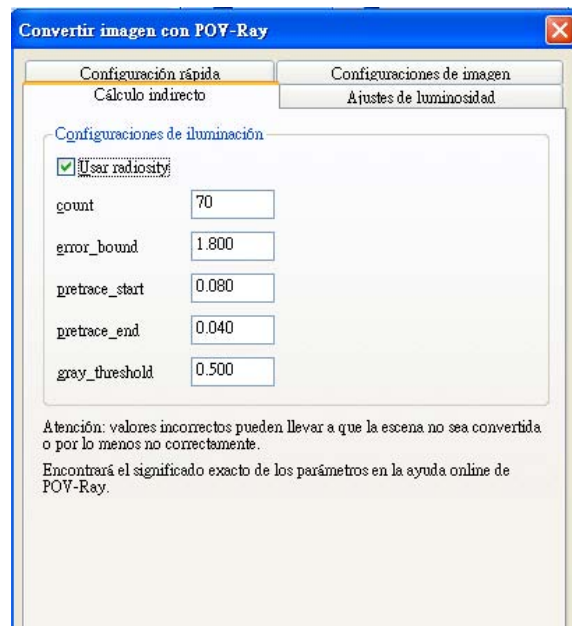 Convertir imagen con POV-Ray
Configuración rápida
Configuraciones de imagen
Cálculo indirecto
Ajustes de luminosidad
Configuraciones de iluminación
Usar radiosity
count 70
error_bound 1.800
pretrace_start 0.080
pretrace_end 0.040
gray_threshold 0.500
Atención: valores incorrectos pueden llevar a que la escena no sea convertida
o por lo menos no correctamente.
Encontrará el significado exacto de los parámetros en la ayuda online de
POV-Ray.